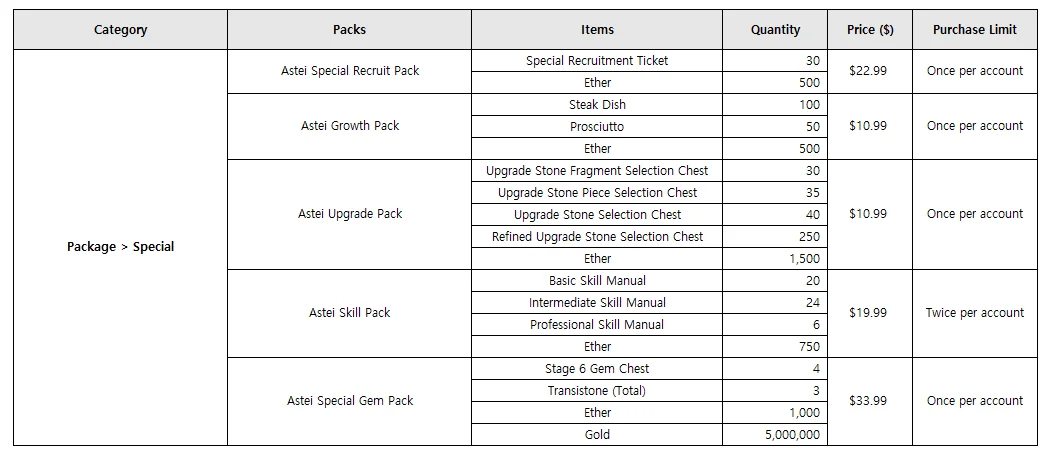 Category Packs Items Quantity Price ($) Purchase Limit
Package > Special
Astei Special Recruit Pack
Special Recruitment Ticket 30
Ether 500
$22.99 Once per account
Astei Growth Pack
Steak Dish 100
Prosciutto 50
Ether 500
$10.99 Once per account
Astei Upgrade Pack
Upgrade Stone Fragment Selection Chest 30
Upgrade Stone Piece Selection Chest 35
Upgrade Stone Selection Chest 40
Refined Upgrade Stone Selection Chest 250
Ether 1,500
$10.99 Once per account
Astei Skill Pack
Basic Skill Manual 20
Intermediate Skill Manual 24
Professional Skill Manual 6
Ether 750
$19.99 Twice per account
Astei Special Gem Pack
Stage 6 Gem Chest 4
Transistone (Total) 3
Ether 1,000
Gold 5,000,000
$33.99 Once per account